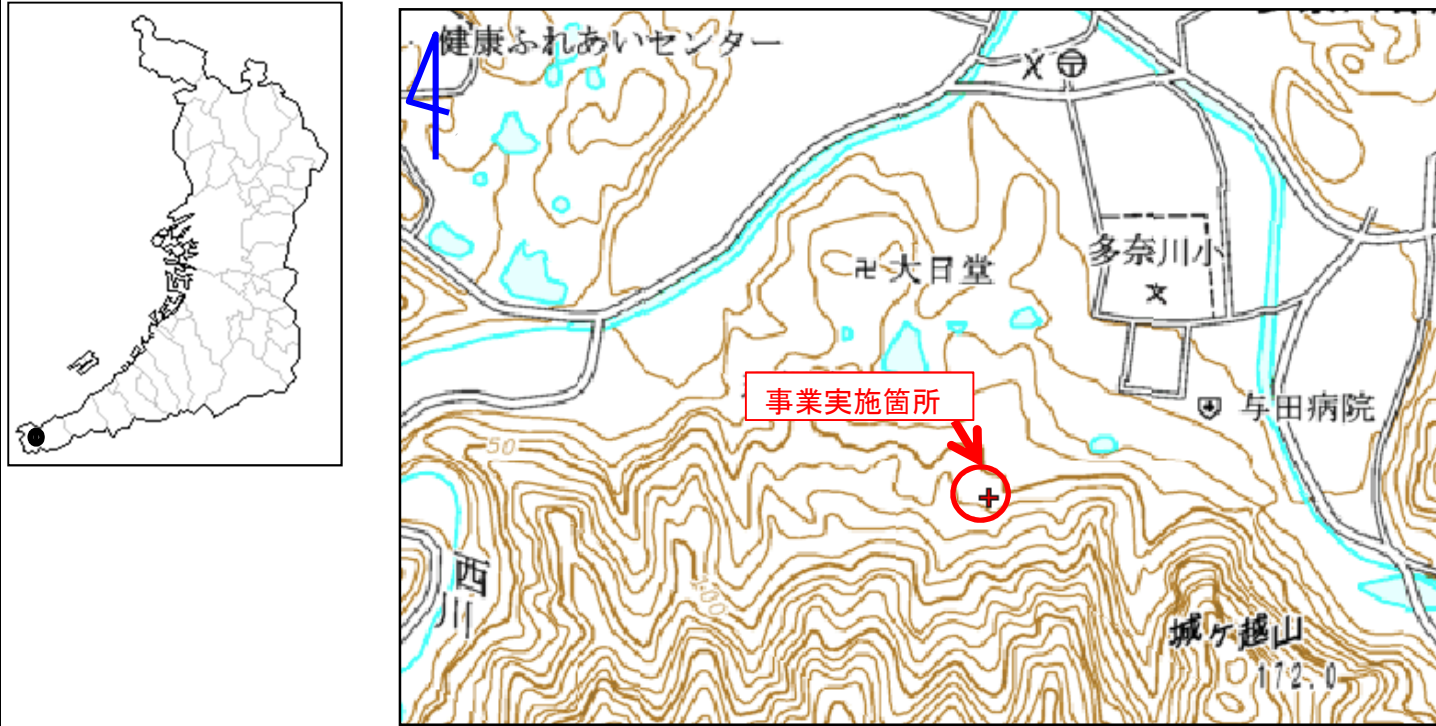 健康ふれあいセンター
大日堂
多奈川小
事業実施箇所
与田病院
50
西川
100
城ケ越山
172.0